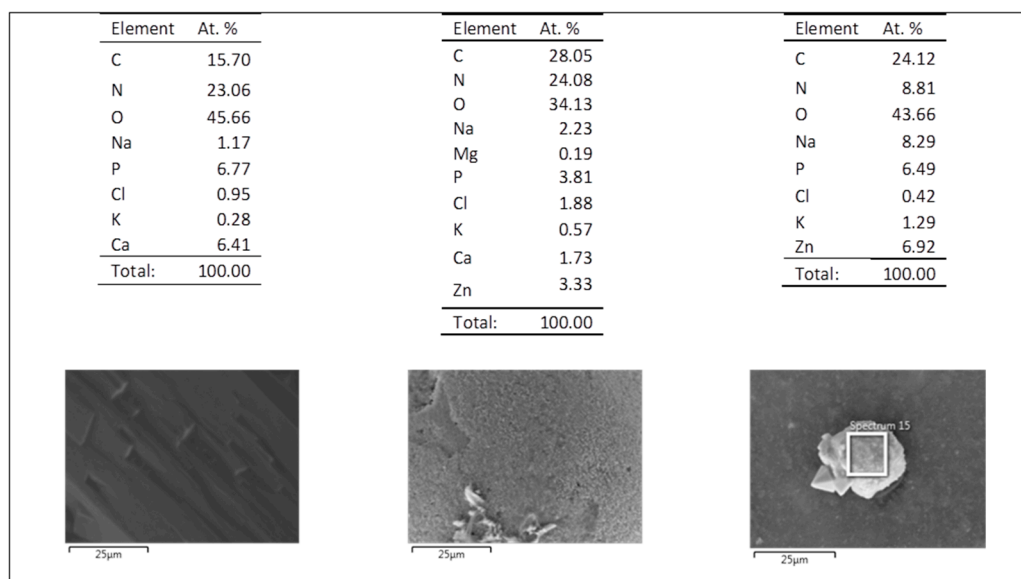 Element At. %
C 15.70
N 23.06
O 45.66
Na 1.17
P 6.77
Cl 0.95
K 0.28
Ca 6.41
Total: 100.00
Element At. %
C 28.05
N 24.08
O 34.13
Na 2.23
Mg 0.19
P 3.81
Cl 1.88
K 0.57
Ca 1.73
Zn 3.33
Total: 100.00
Element At. %
C 24.12
N 8.81
O 43.66
Na 8.29
P 6.49
Cl 0.42
K 1.29
Zn 6.92
Total: 100.00
25µm
25µm
Spectrum 15
25µm